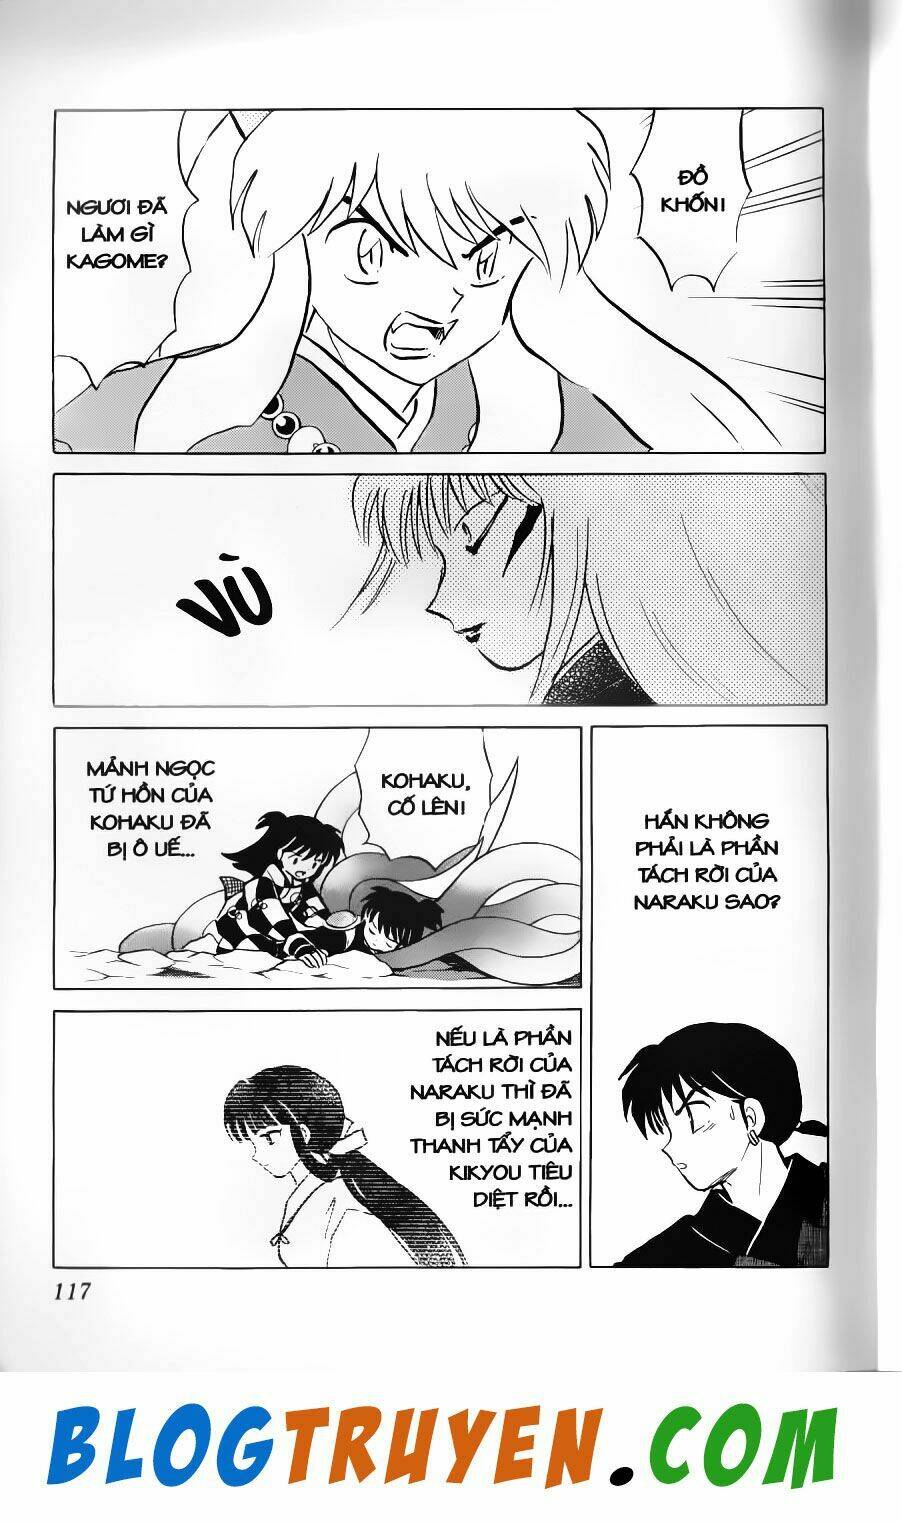 ĐỒ
KHỐN!
NGƯƠI ĐÃ
LÀM GÌ
KAGOME?
VÙ
HẮN KHÔNG
PHẢI LÀ PHẦN
TÁCH RỜI CỦA
NARAKU SAO?
KOHAKU,
CỐ LÊN!
MẢNH NGỌC
TỨ HỒN CỦA
KOHAKU ĐÃ
BỊ Ô UẾ...
NẾU LÀ PHẦN
TÁCH RỜI CỦA
NARAKU THÌ ĐÃ
BỊ SỨC MẠNH
THANH TẨY CỦA
KIKYOU TIÊU
DIỆT RỒI...
117
BLOGTRUYEN.COM